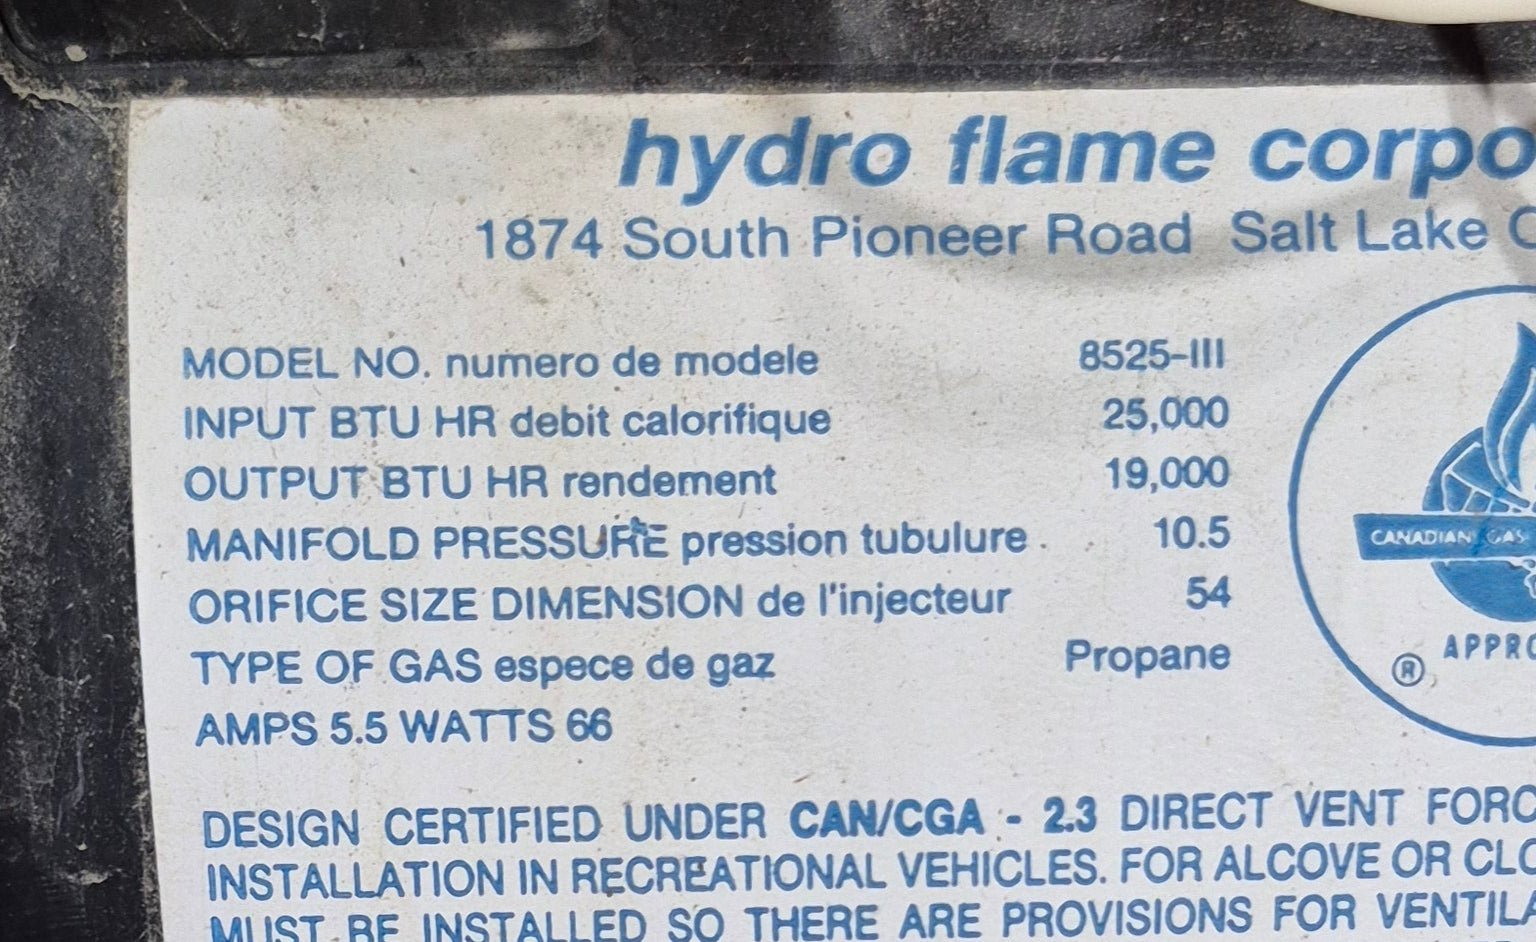 hydro flame corpo
1874 South Pioneer Road Salt Lake C
MODEL NO. numero de modele 8525-III
INPUT BTU HR debit calorifique 25,000
OUTPUT BTU HR rendement 19,000
MANIFOLD PRESSURE pression tubulure 10.5
ORIFICE SIZE DIMENSION de l'injecteur 54
TYPE OF GAS espece de gaz Propane
AMPS 5.5 WATTS 66
CANADIAN GAS
APPRO
®
DESIGN CERTIFIED UNDER CAN/CGA - 2.3 DIRECT VENT FORC
INSTALLATION IN RECREATIONAL VEHICLES. FOR ALCOVE OR CLO
MUST BE INSTALLED SO THERE ARE PROVISIONS FOR VENTILA